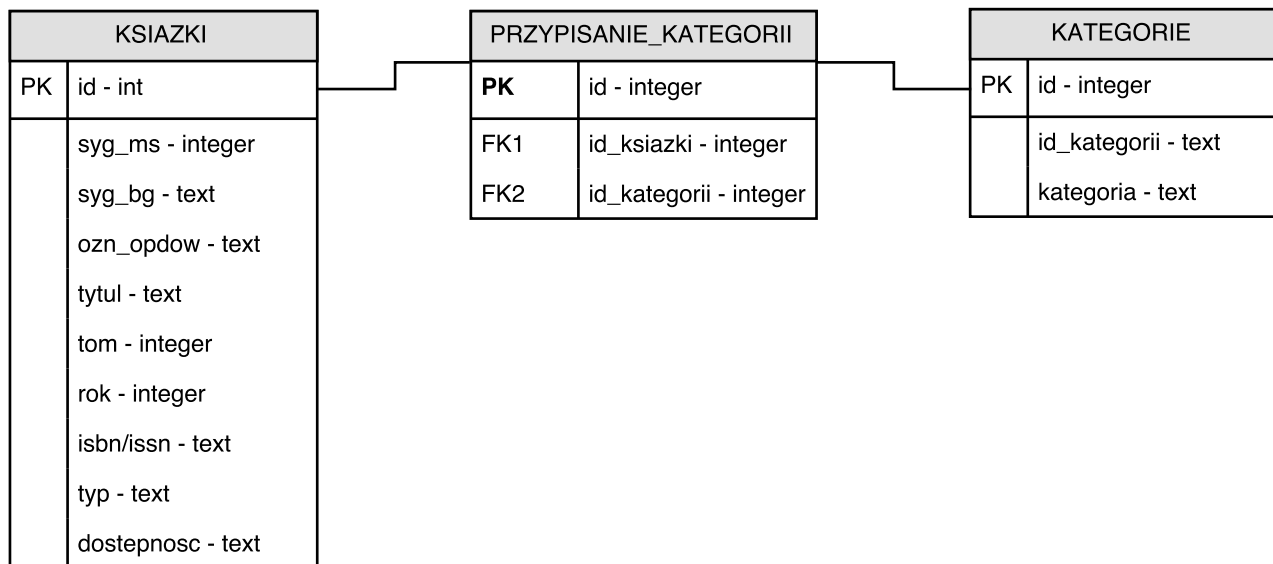 KSIAZKI
PK id - int
syg_ms - integer
syg_bg - text
ozn_opdow - text
tytul - text
tom - integer
rok - integer
isbn/issn - text
typ - text
dostepnosc - text
PRZYPISANIE_KATEGORII
PK id - integer
FK1 id_ksiazki - integer
FK2 id_kategorii - integer
KATEGORIE
PK id - integer
id_kategorii - text
kategoria - text